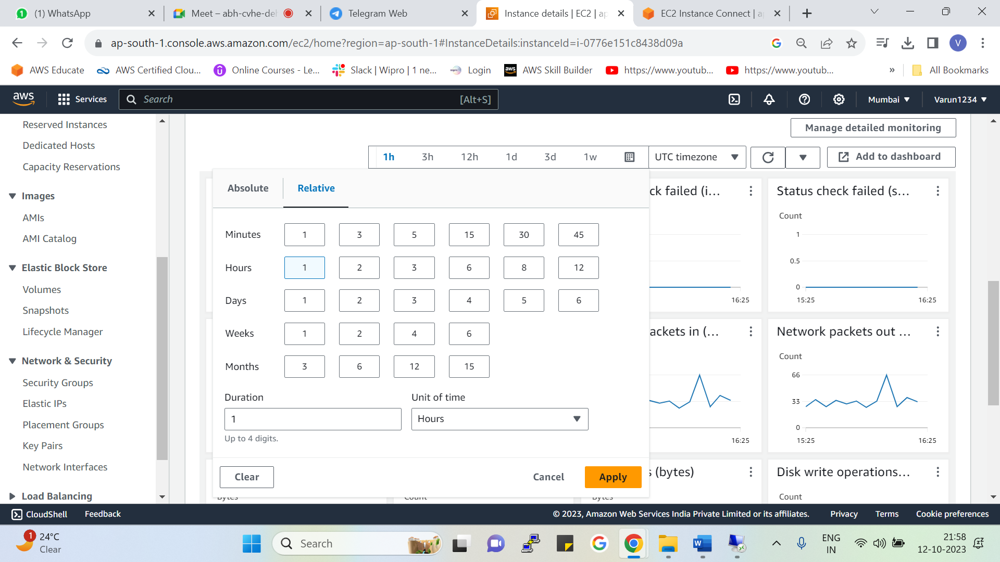 (1) WhatsApp
Meet – abh-cvhe-del
Telegram Web
Instance details | EC2 | ap
EC2 Instance Connect | a
ap-south-1.console.aws.amazon.com/ec2/home?region=ap-south-1#InstanceDetails:instanceId=i-0776e151c8438d09a
V
AWS Educate
AWS Certified Clou...
Online Courses - Le...
Slack | Wipro | 1 ne...
Login
AWS Skill Builder
https://www.youtub...
https://www.youtub...
»
All Bookmarks
aws
Services
Search
[Alt+S]
Mumbai
Varun1234
Reserved Instances
Dedicated Hosts
Capacity Reservations
Images
AMIs
AMI Catalog
Elastic Block Store
Volumes
Snapshots
Lifecycle Manager
Network & Security
Security Groups
Elastic IPs
Placement Groups
Key Pairs
Network Interfaces
Load Balancing
Manage detailed monitoring
1h 3h 12h 1d 3d 1w
UTC timezone
Add to dashboard
Absolute
Relative
Minutes 1 3 5 15 30 45
Hours 1 2 3 6 8 12
Days 1 2 3 4 5 6
Weeks 1 2 4 6
Months 3 6 12 15
Duration
Unit of time
1
Hours
Up to 4 digits.
Clear
Cancel
Apply
ck failed (i...
16:25
Status check failed (s...
Count
1
0.5
0
15:25 16:25
ackets in (...
16:25
Network packets out ...
Count
66
33
0
15:25 16:25
s (bytes)
Disk write operations...
Bytes
Count
Bytes
Count
CloudShell
Feedback
© 2023, Amazon Web Services India Private Limited or its affiliates.
Privacy
Terms
Cookie preferences
1
24°C
Clear
Search
ENG
IN
21:58
12-10-2023